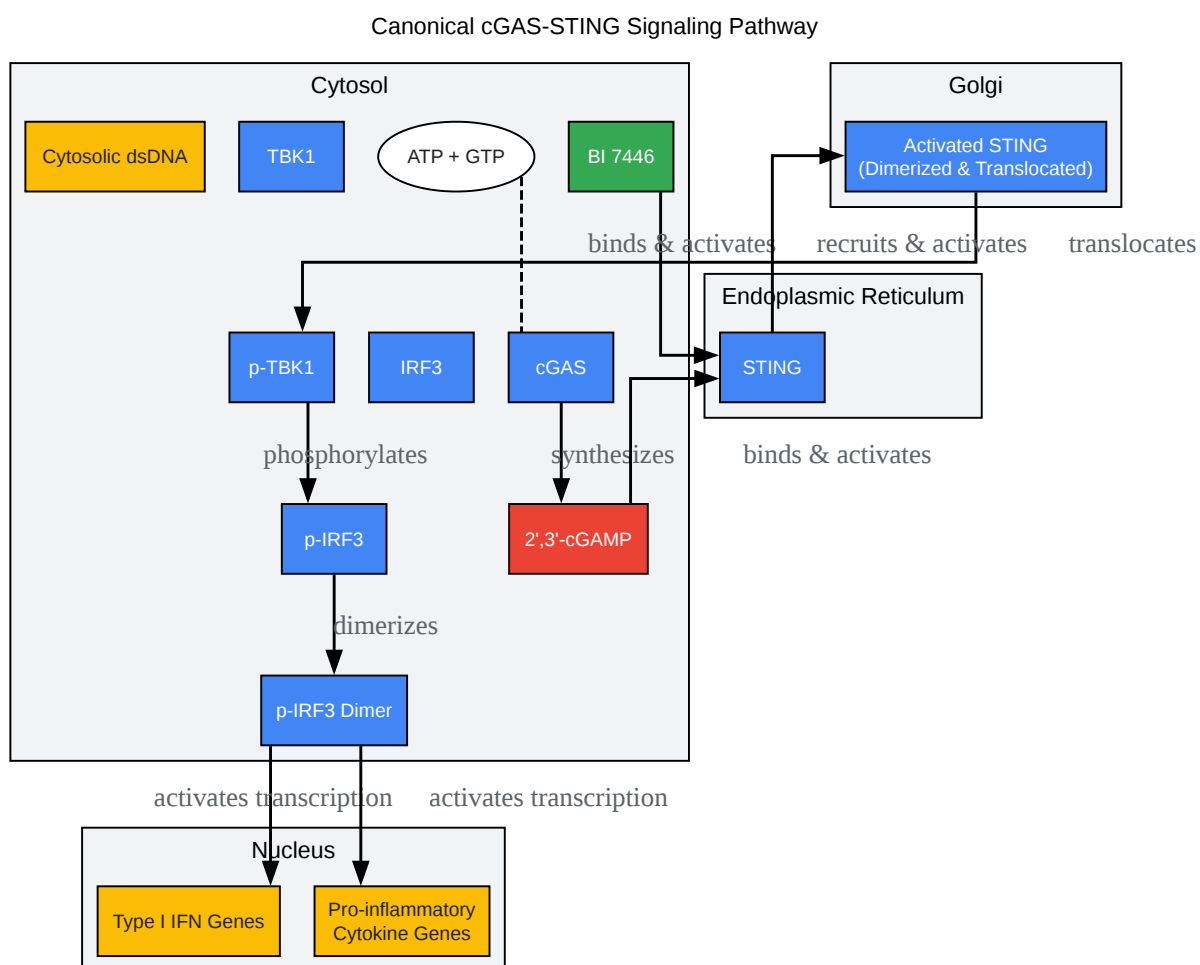 Canonical cGAS-STING Signaling Pathway
Cytosol
Golgi
Cytosolic dsDNA
TBK1
ATP + GTP
BI 7446
Activated STING
(Dimerized & Translocated)
binds & activates
recruits & activates
translocates
Endoplasmic Reticulum
p-TBK1
IRF3
cGAS
STING
phosphorylates
synthesizes
binds & activates
p-IRF3
2',3'-cGAMP
dimerizes
p-IRF3 Dimer
activates transcription
activates transcription
Nucleus
Type I IFN Genes
Pro-inflammatory
Cytokine Genes